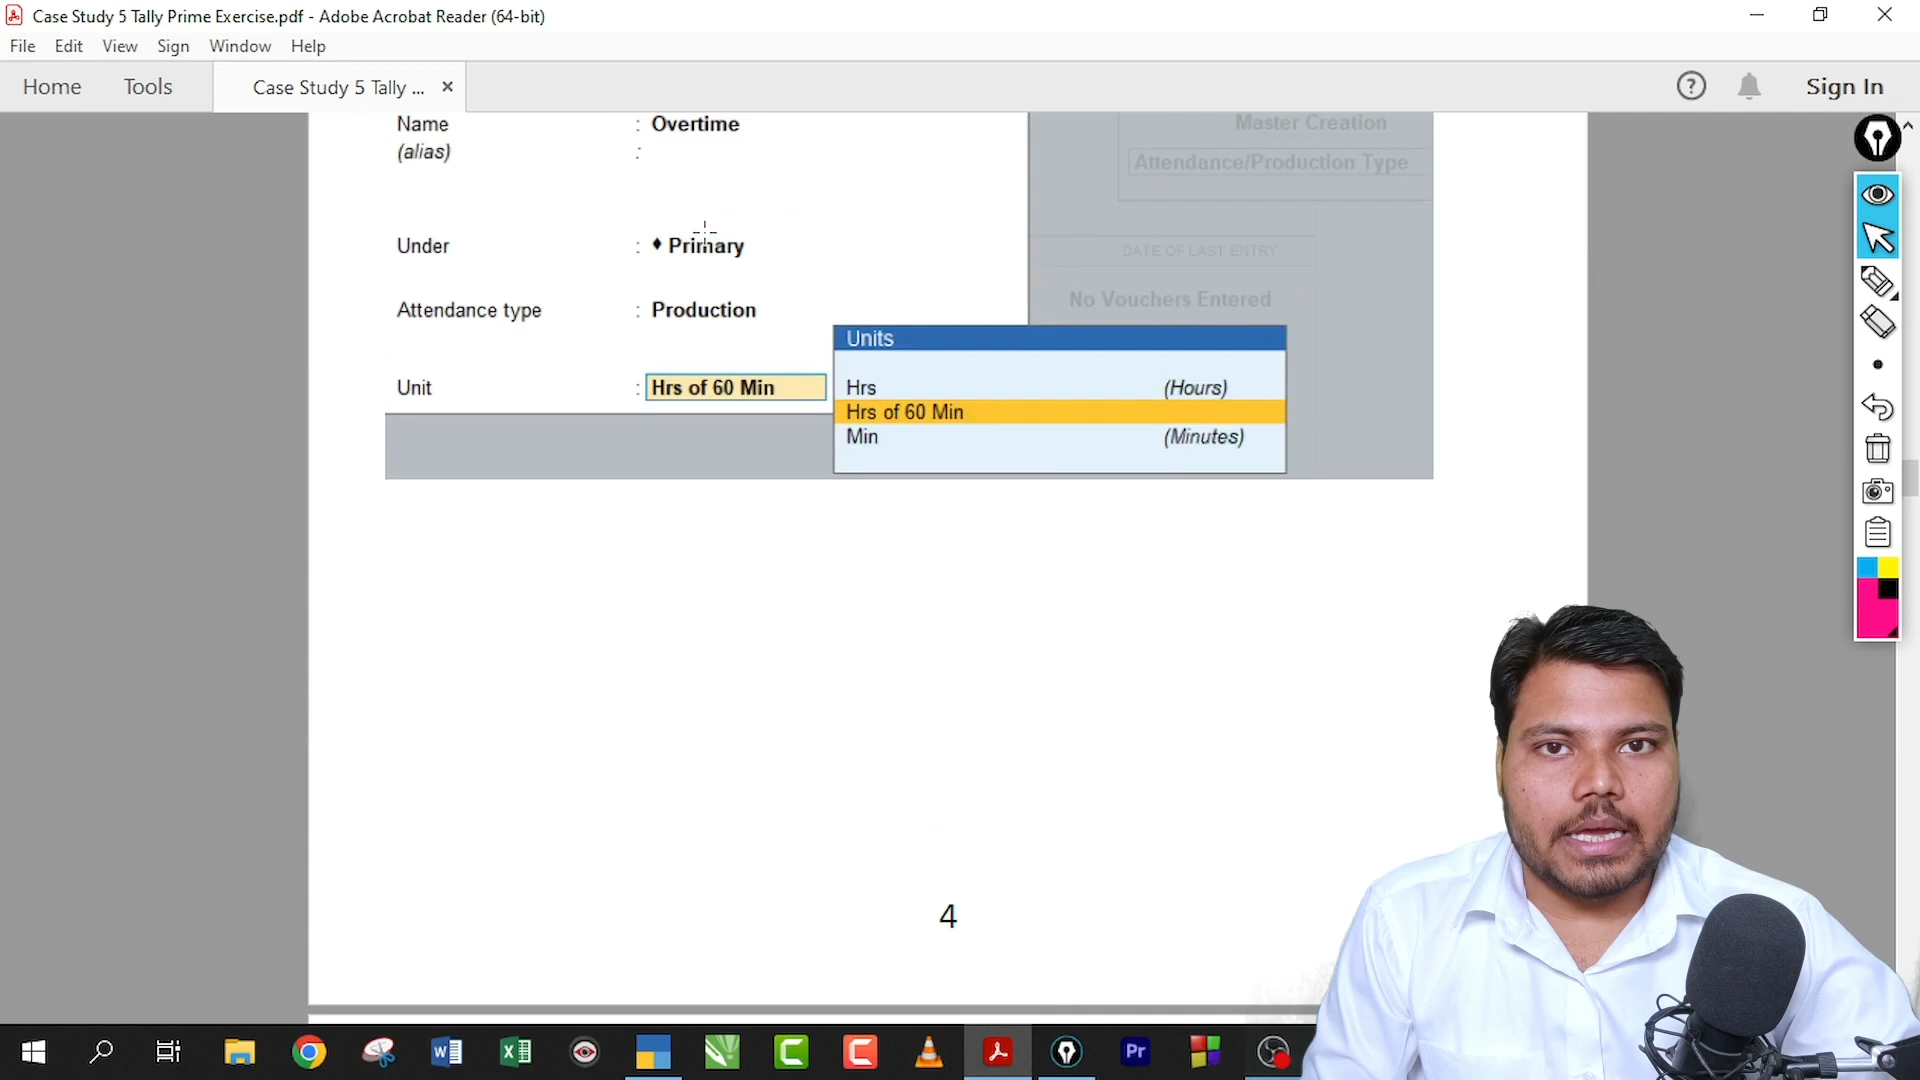 Case Study 5 Tally Prime Exercise.pdf - Adobe Acrobat Reader (64-bit)
File Edit View Sign Window Help
Home Tools Case Study 5 Tally ... × ? Sign In
Name : Overtime
(alias) :
Under : ♦ Primary
Attendance type : Production
Unit : Hrs of 60 Min
Master Creation
Attendance/Production Type
DATE OF LAST ENTRY
No Vouchers Entered
Units
Hrs (Hours)
Hrs of 60 Min
Min (Minutes)
4
Pr